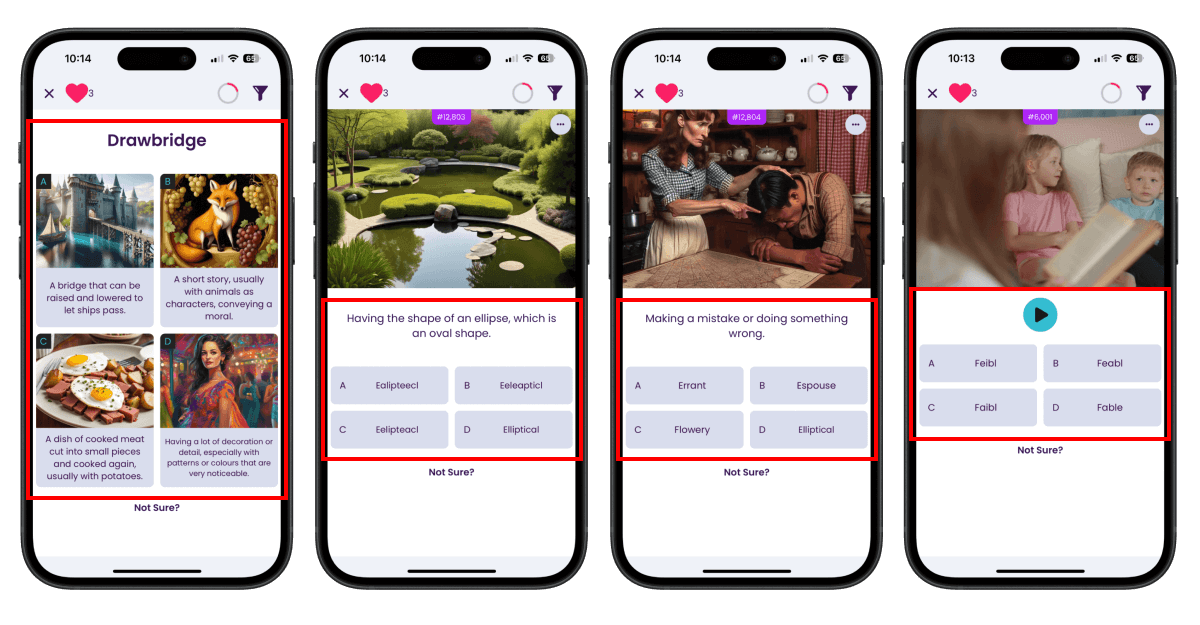 10:14
65
3
Drawbridge
A
B
A bridge that can be
raised and lowered to
let ships pass.
A short story, usually
with animals as
characters, conveying a
moral.
C
D
A dish of cooked meat
cut into small pieces
and cooked again,
usually with potatoes.
Having a lot of decoration or
detail, especially with
patterns or colours that are
very noticeable.
Not Sure?
10:14
65
3
#12,803
Having the shape of an ellipse, which is
an oval shape.
A Ealipteecl
B Eeleapticl
C Eelipteacl
D Elliptical
Not Sure?
10:14
65
3
#12,804
Making a mistake or doing something
wrong.
A Errant
B Espouse
C Flowery
D Elliptical
Not Sure?
10:13
65
3
#6,001
A Feibl
B Feabl
C Faibl
D Fable
Not Sure?